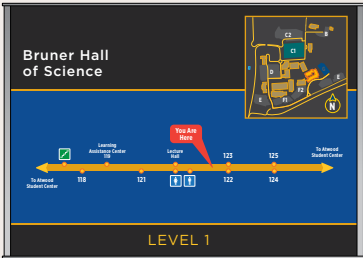 Bruner Hall
of Science
C2
B
C1
D
E
E
F1
F2
N
You Are
Here
Learning
Assistance Center
119
Lecture
Hall
123
125
To Atwood
Student Center
To Atwood
Student Center
118
121
122
124
LEVEL 1